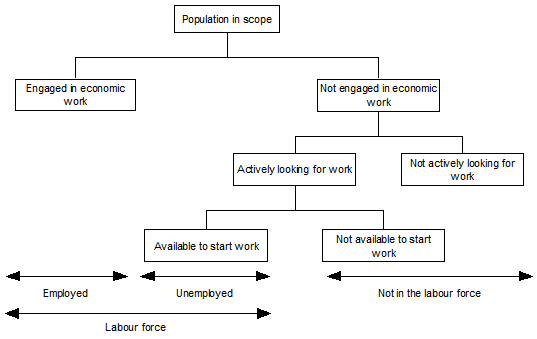 Population in scope
Engaged in economic
work
Not engaged in economic
work
Actively looking for work
Not actively looking for
work
Available to start work
Not available to start
work
Employed
Unemployed
Not in the labour force
Labour force